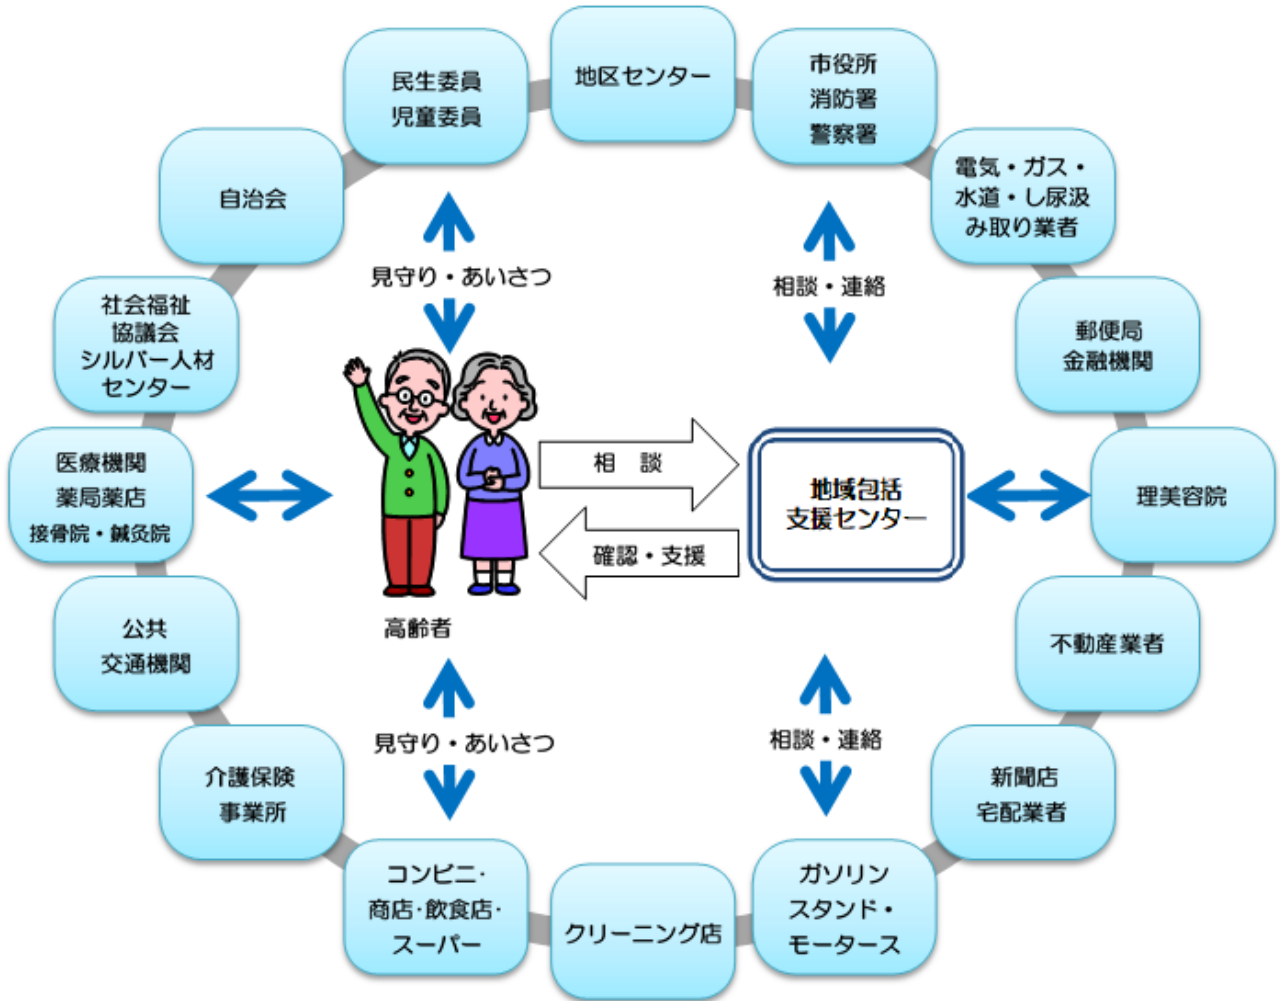 地区センター
市役所
消防署
警察署
電気・ガス・
水道・し尿汲
み取り業者
郵便局
金融機関
理美容院
不動産業者
新聞店
宅配業者
ガソリン
スタンド・
モータース
クリーニング店
コンビニ・
商店・飲食店・
スーパー
介護保険
事業所
公共
交通機関
医療機関
薬局薬店
接骨院・鍼灸院
社会福祉
協議会
シルバー人材
センター
自治会
民生委員
児童委員
見守り・あいさつ
相談・連絡
相 談
確認・支援
地域包括
支援センター
高齢者
見守り・あいさつ
相談・連絡